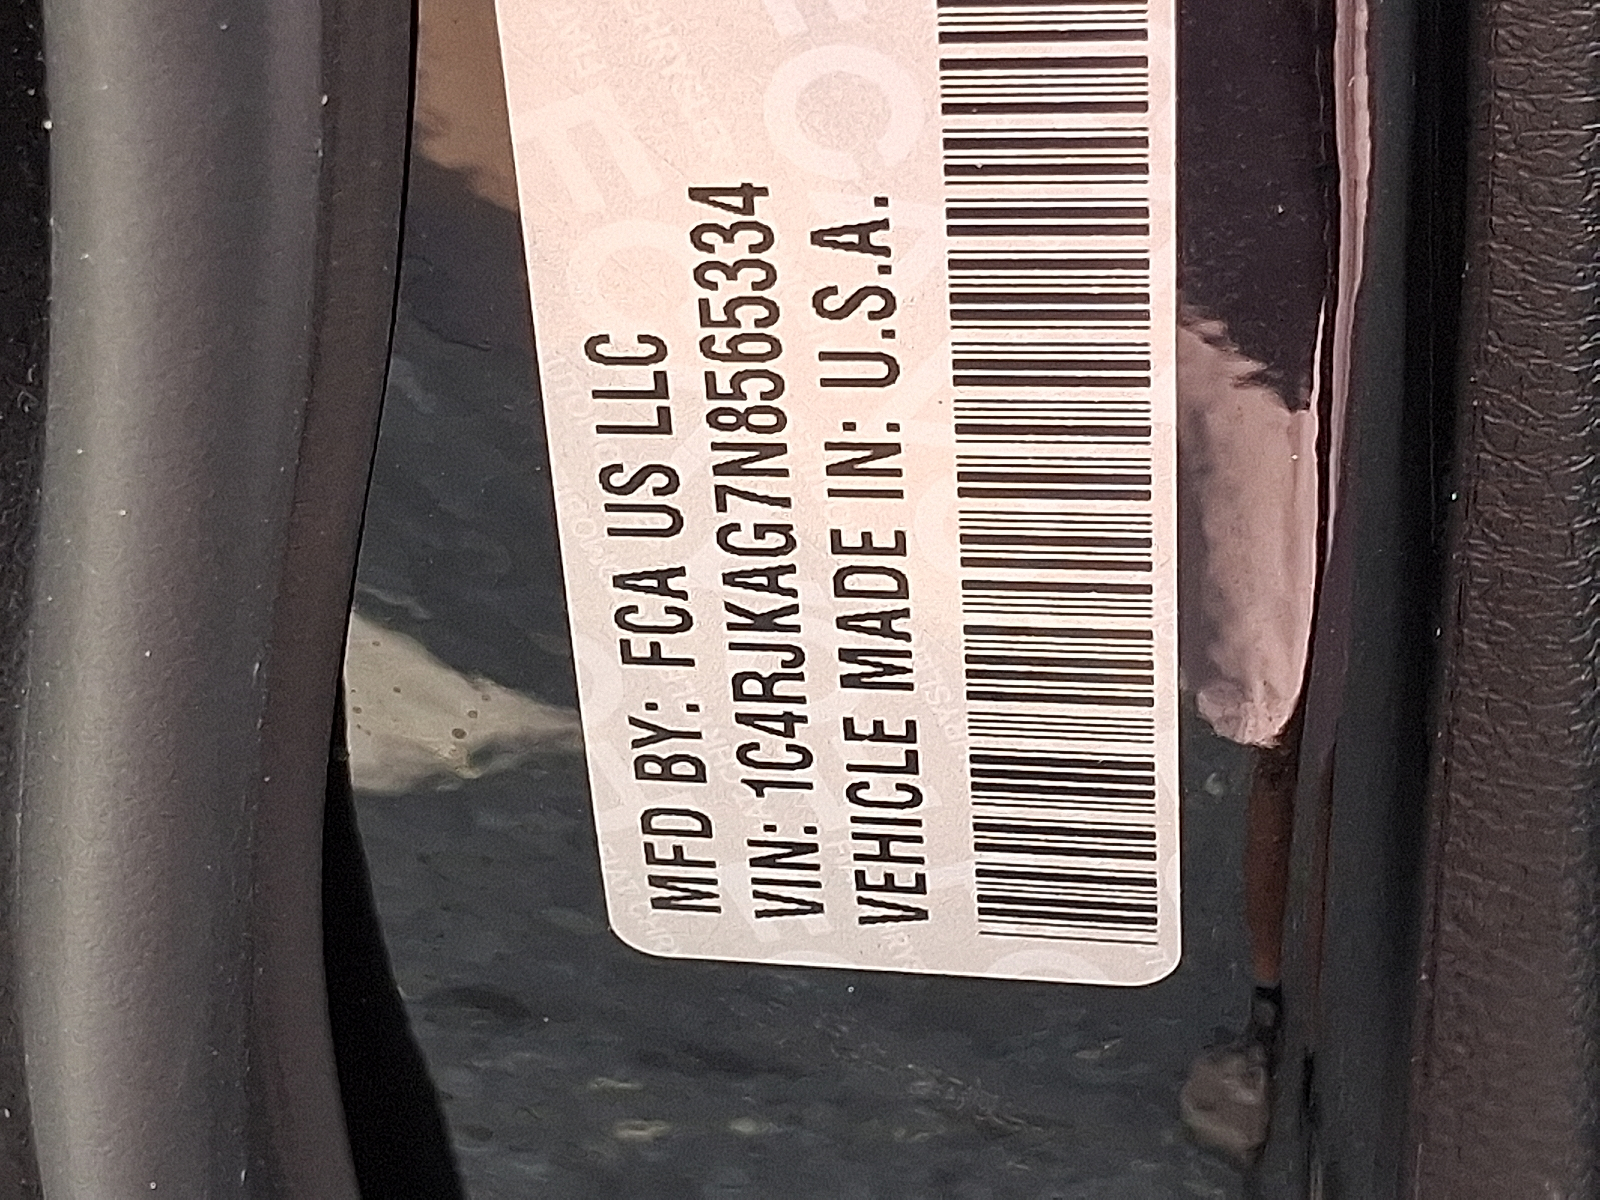 MFD BY: FCA US LLC
VIN: 1C4RJKAG7N8565334
VEHICLE MADE IN: U.S.A.